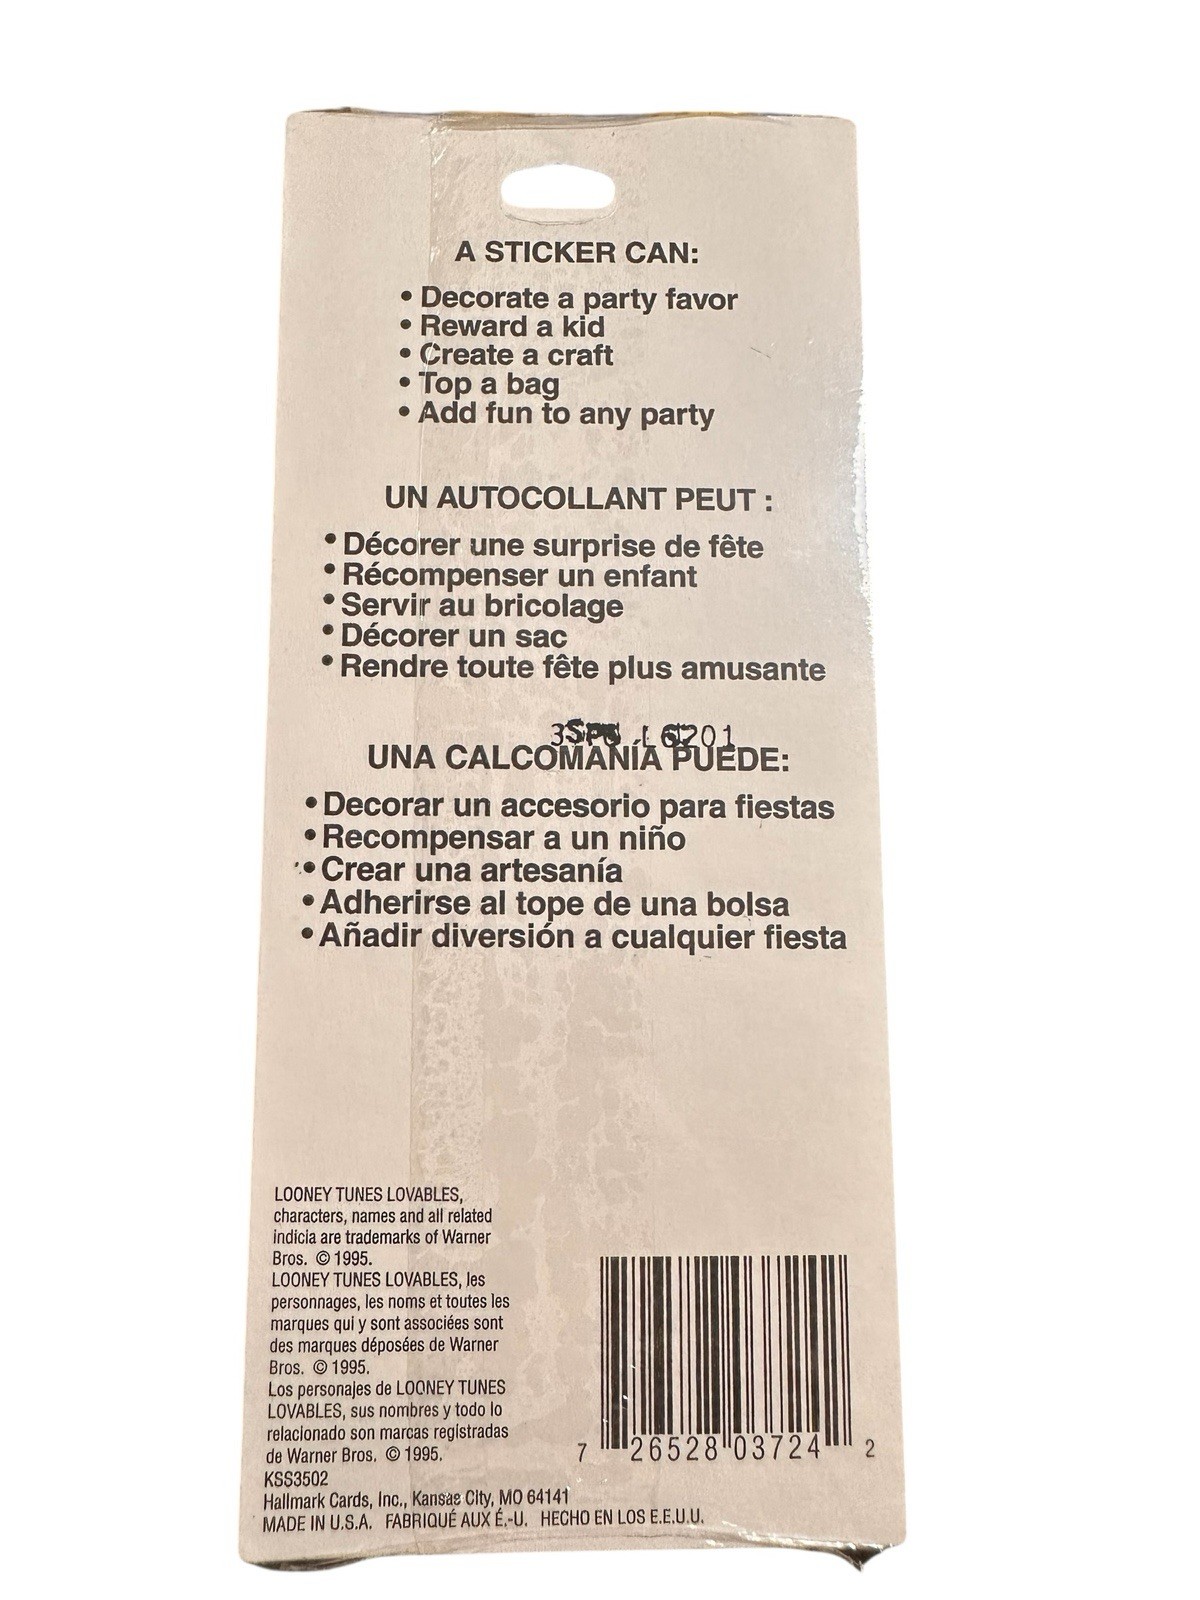 A STICKER CAN:
• Decorate a party favor
• Reward a kid
• Create a craft
• Top a bag
• Add fun to any party
UN AUTOCOLLANT PEUT :
• Décorer une surprise de fête
• Récompenser un enfant
• Servir au bricolage
• Décorer un sac
• Rendre toute fête plus amusante
UNA CALCOMANÍA PUEDE:
• Decorar un accesorio para fiestas
• Recompensar a un niño
• Crear una artesanía
• Adherirse al tope de una bolsa
• Añadir diversión a cualquier fiesta
LOONEY TUNES LOVABLES,
characters, names and all related
indicia are trademarks of Warner
Bros. © 1995.
LOONEY TUNES LOVABLES, les
personnages, les noms et toutes les
marques qui y sont associées sont
des marques déposées de Warner
Bros. © 1995.
Los personajes de LOONEY TUNES
LOVABLES, sus nombres y todo lo
relacionado son marcas registradas
de Warner Bros. © 1995.
KSS3502
Hallmark Cards, Inc., Kansas City, MO 64141
MADE IN U.S.A. FABRIQUÉ AUX É.-U. HECHO EN LOS E.E.U.U.
7 26528 03724 2